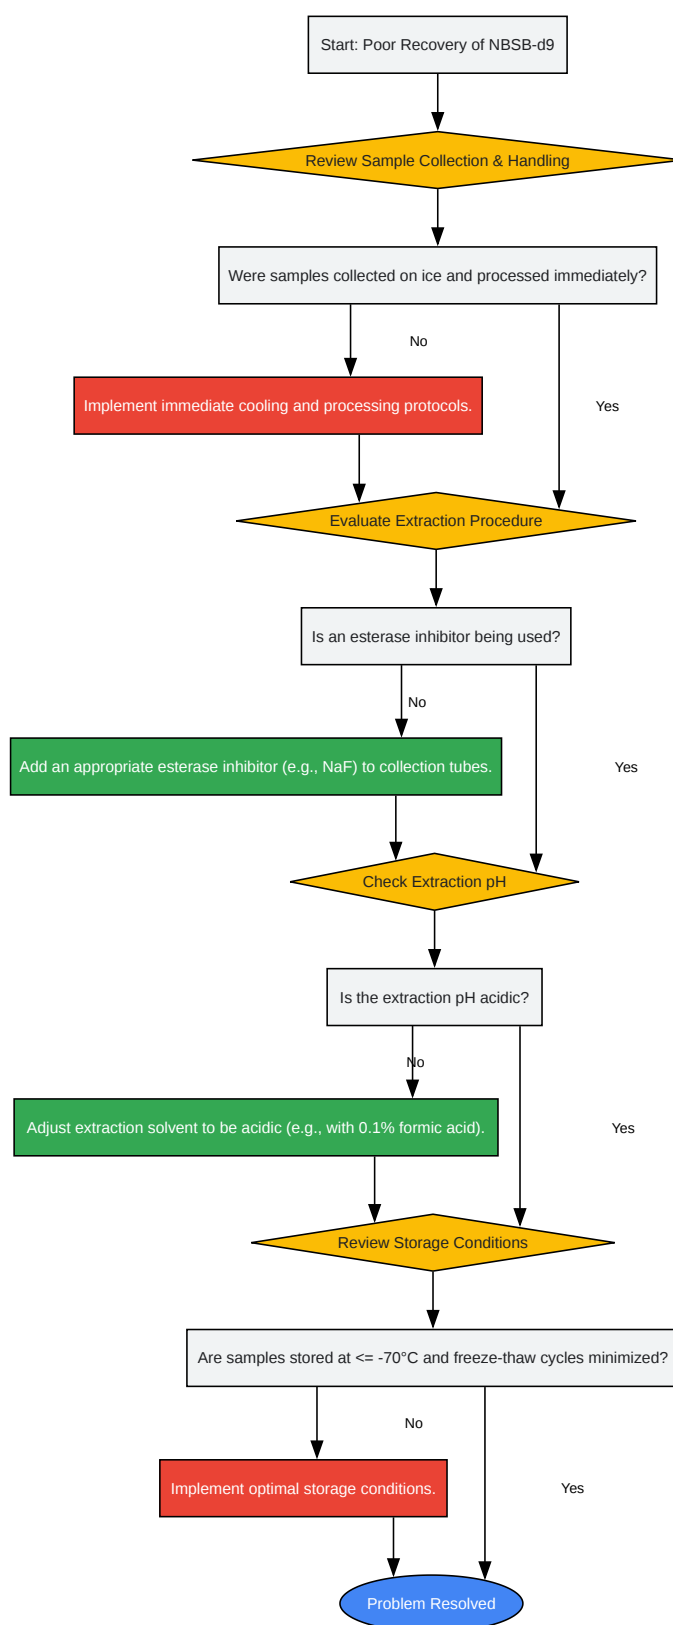 Start: Poor Recovery of NBSB-d9
Review Sample Collection & Handling
Were samples collected on ice and processed immediately?
No
Implement immediate cooling and processing protocols.
Yes
Evaluate Extraction Procedure
Is an esterase inhibitor being used?
No
Add an appropriate esterase inhibitor (e.g., NaF) to collection tubes.
Yes
Check Extraction pH
Is the extraction pH acidic?
No
Adjust extraction solvent to be acidic (e.g., with 0.1% formic acid).
Yes
Review Storage Conditions
Are samples stored at <= -70°C and freeze-thaw cycles minimized?
No
Implement optimal storage conditions.
Yes
Problem Resolved